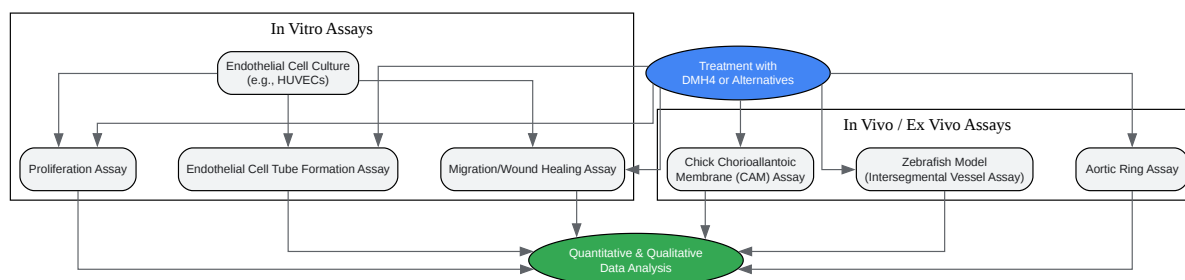 In Vitro Assays
Endothelial Cell Culture
(e.g., HUVECs)
Treatment with
DMH4 or Alternatives
In Vivo / Ex Vivo Assays
Proliferation Assay
Endothelial Cell Tube Formation Assay
Migration/Wound Healing Assay
Chick Chorioallantoic
Membrane (CAM) Assay
Zebrafish Model
(Intersegmental Vessel Assay)
Aortic Ring Assay
Quantitative & Qualitative
Data Analysis